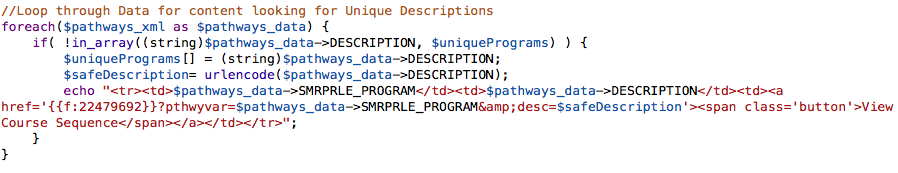 //Loop through Data for content looking for Unique Descriptions
foreach($pathways_xml as $pathways_data) {
    if( !in_array((string)$pathways_data->DESCRIPTION, $uniquePrograms) ) {
        $uniquePrograms[] = (string)$pathways_data->DESCRIPTION;
        $safeDescription= urlencode($pathways_data->DESCRIPTION);
        echo "<tr><td>$pathways_data->SMRPRLE_PROGRAM</td><td>$pathways_data->DESCRIPTION</td><td><a
href='{{f:22479692}}?pthwyvar=$pathways_data->SMRPRLE_PROGRAM&amp;desc=$safeDescription'><span class='button'>View
Course Sequence</span></a></td></tr>";
    }
}